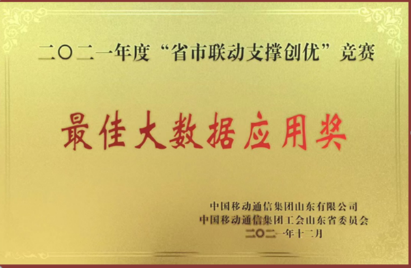 二〇二一年度“省市联动支撑创优”竞赛
最佳大数据应用奖
中国移动通信集团山东有限公司
中国移动通信集团工会山东省委员会
二〇二一年十二月